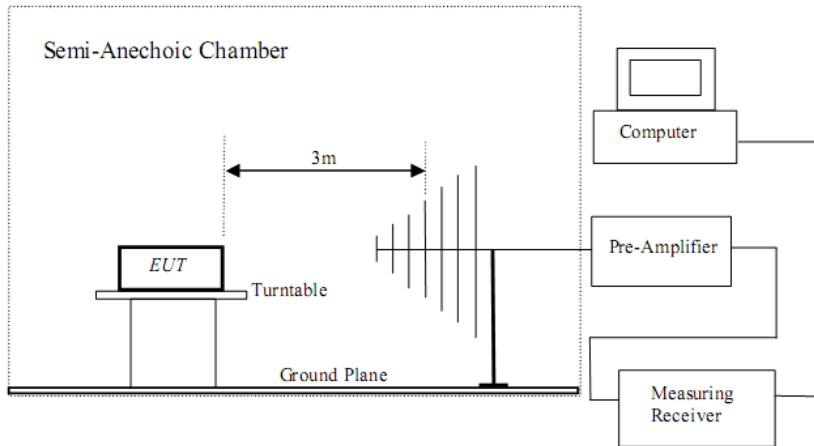 Semi-Anechoic Chamber
3m
EUT
Turntable
Ground Plane
Computer
Pre-Amplifier
Measuring
Receiver